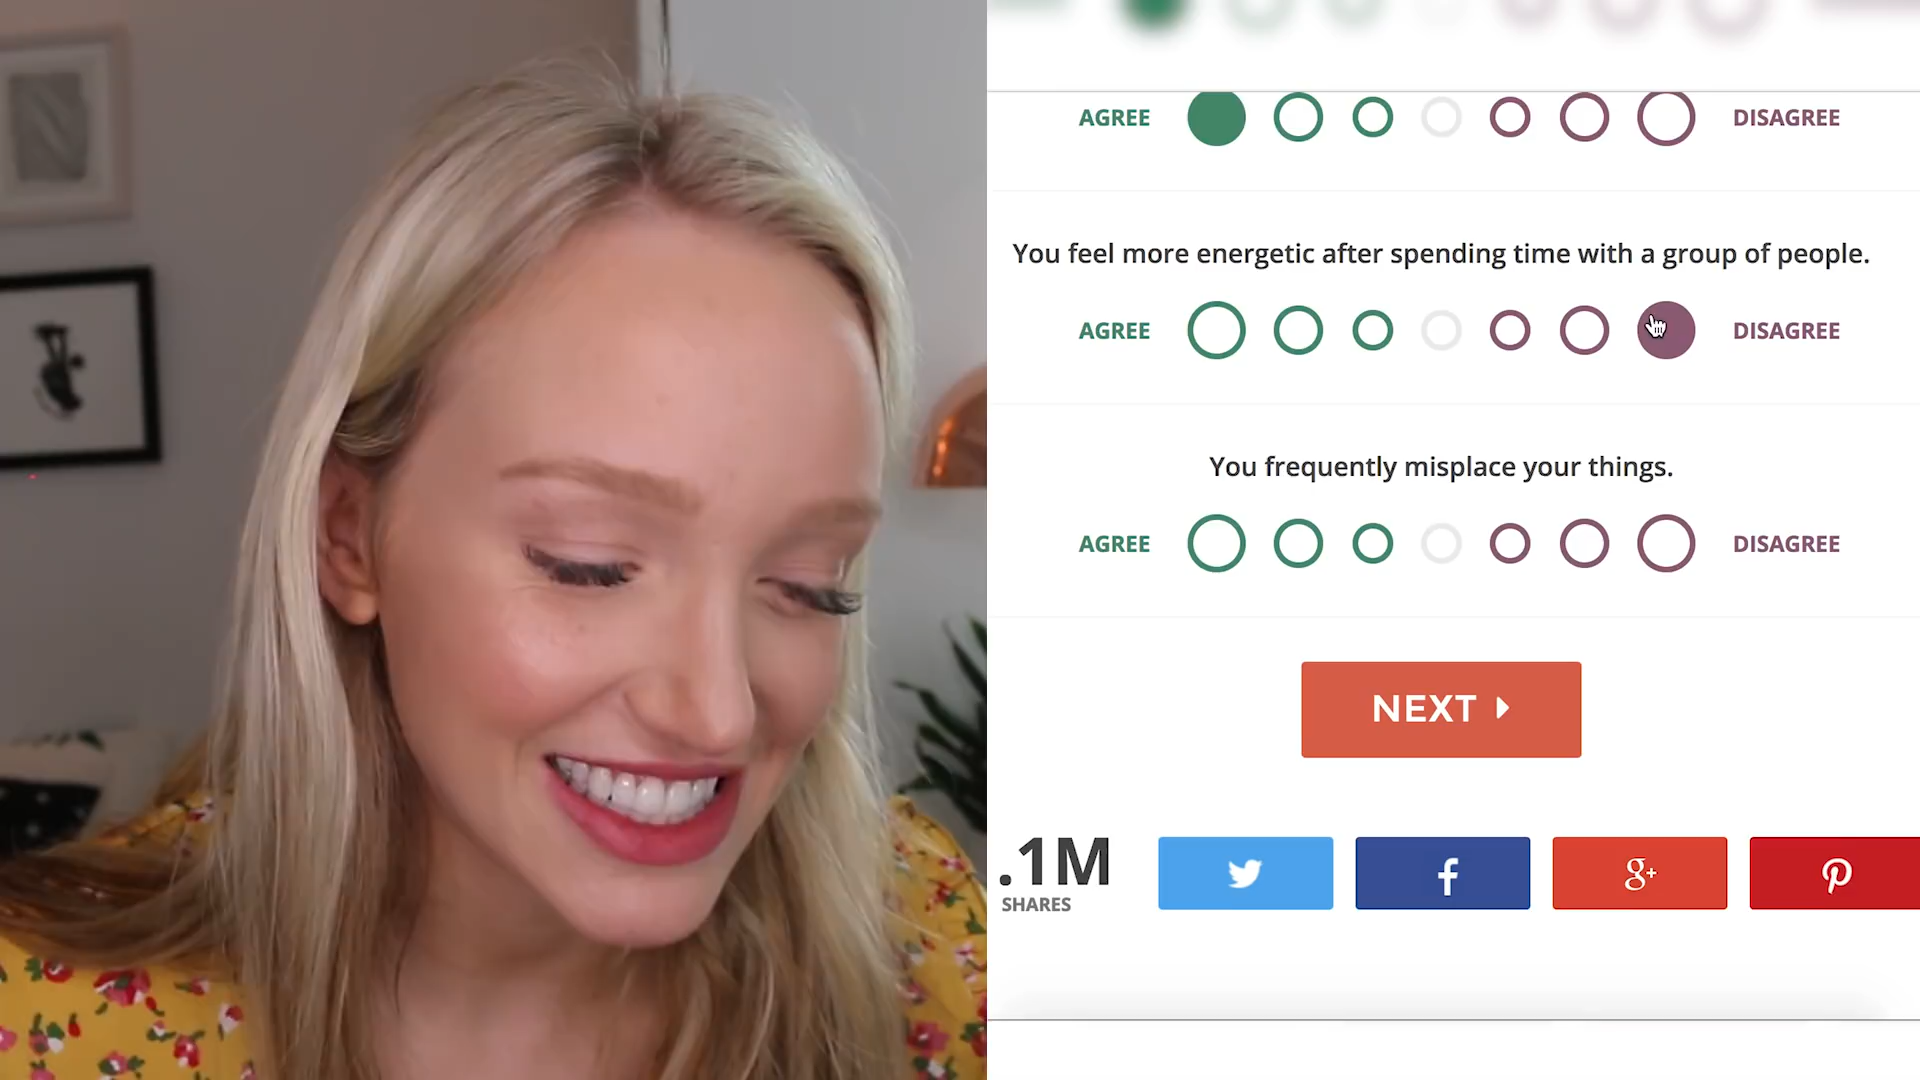 AGREE DISAGREE
You feel more energetic after spending time with a group of people.
AGREE DISAGREE
You frequently misplace your things.
AGREE DISAGREE
NEXT
.1M
SHARES
g+